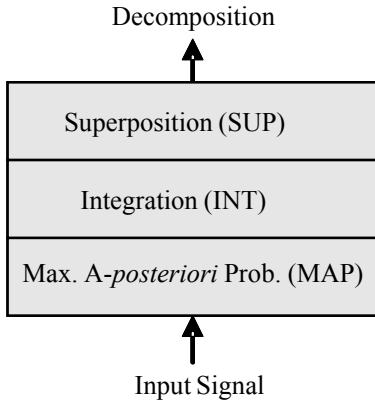 Decomposition
Superposition (SUP)
Integration (INT)
Max. A-posteriori Prob. (MAP)
Input Signal